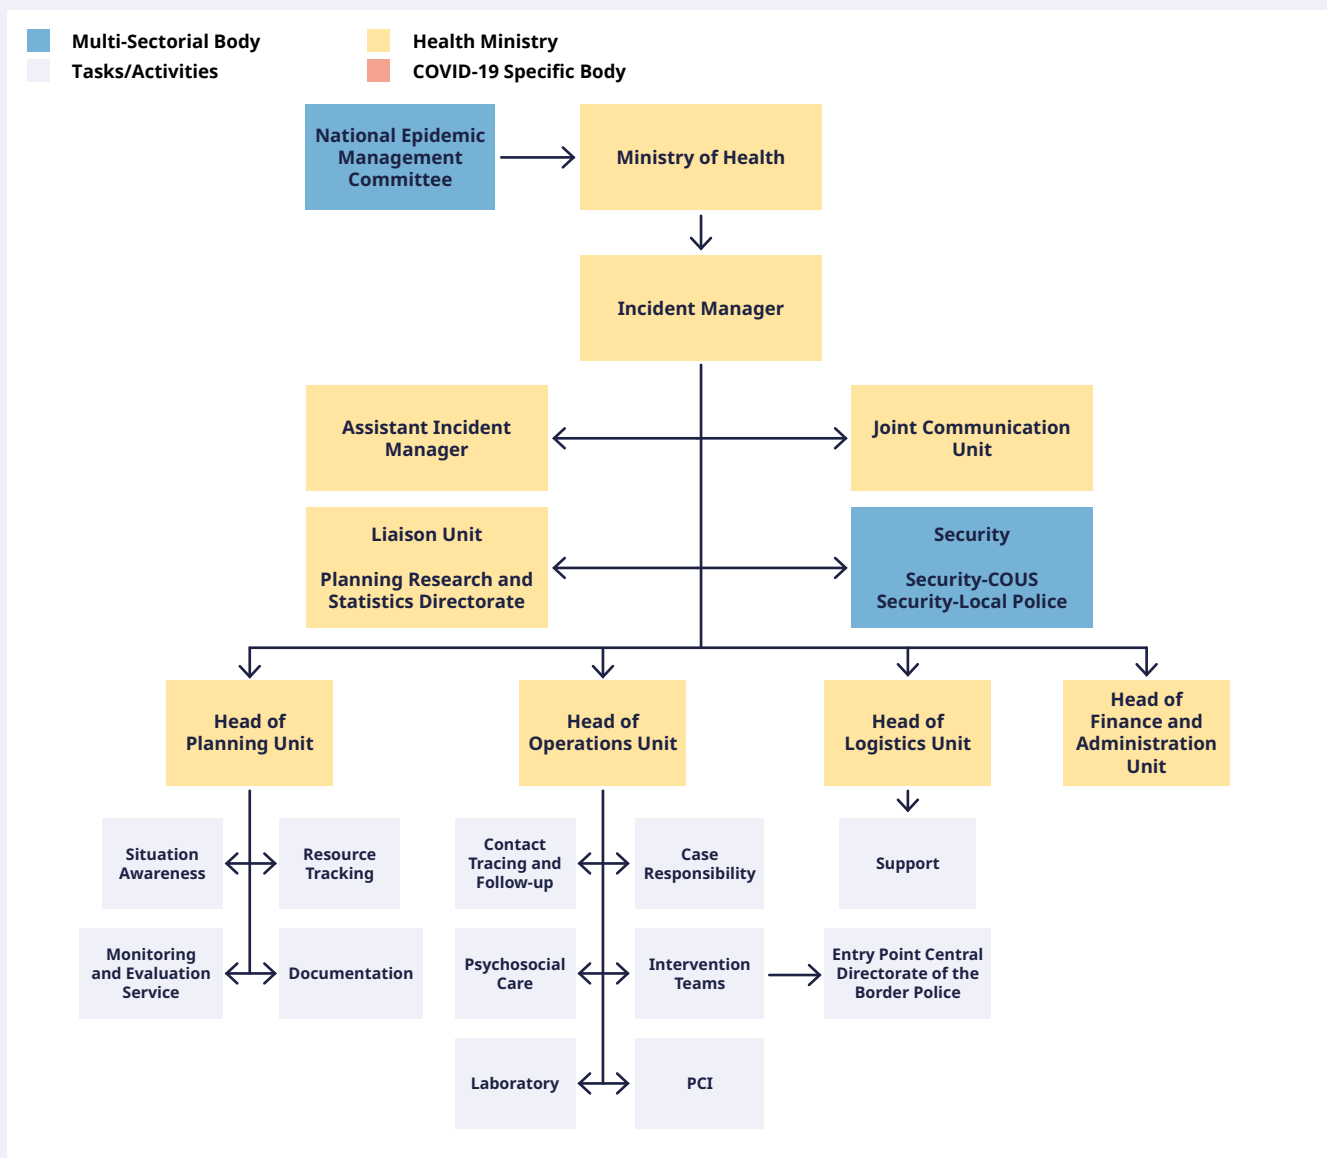 Multi-Sectorial Body
Health Ministry
Tasks/Activities
COVID-19 Specific Body
National Epidemic
Management
Committee
Ministry of Health
Incident Manager
Assistant Incident
Manager
Joint Communication
Unit
Liaison Unit
Planning Research and
Statistics Directorate
Security
Security-COUS
Security-Local Police
Head of
Planning Unit
Head of
Operations Unit
Head of
Logistics Unit
Head of
Finance and
Administration
Unit
Situation
Awareness
Resource
Tracking
Contact
Tracing and
Follow-up
Case
Responsibility
Support
Monitoring
and Evaluation
Service
Documentation
Psychosocial
Care
Intervention
Teams
Entry Point Central
Directorate of the
Border Police
Laboratory
PCI